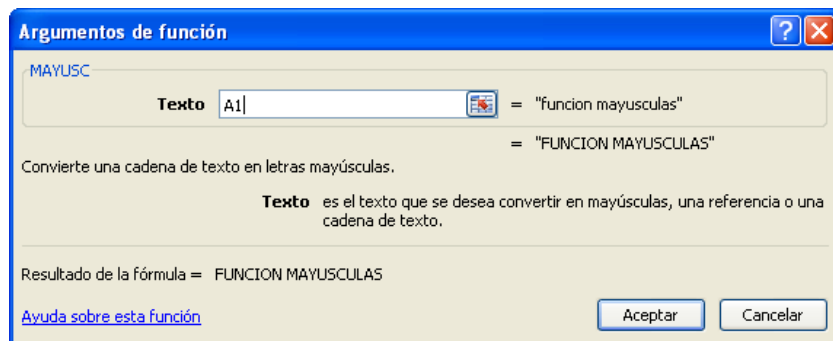 Argumentos de función
MAYUSC
Texto A1 = "funcion mayusculas"
= "FUNCION MAYUSCULAS"
Convierte una cadena de texto en letras mayúsculas.
Texto es el texto que se desea convertir en mayúsculas, una referencia o una
cadena de texto.
Resultado de la fórmula = FUNCION MAYUSCULAS
Ayuda sobre esta función Aceptar Cancelar